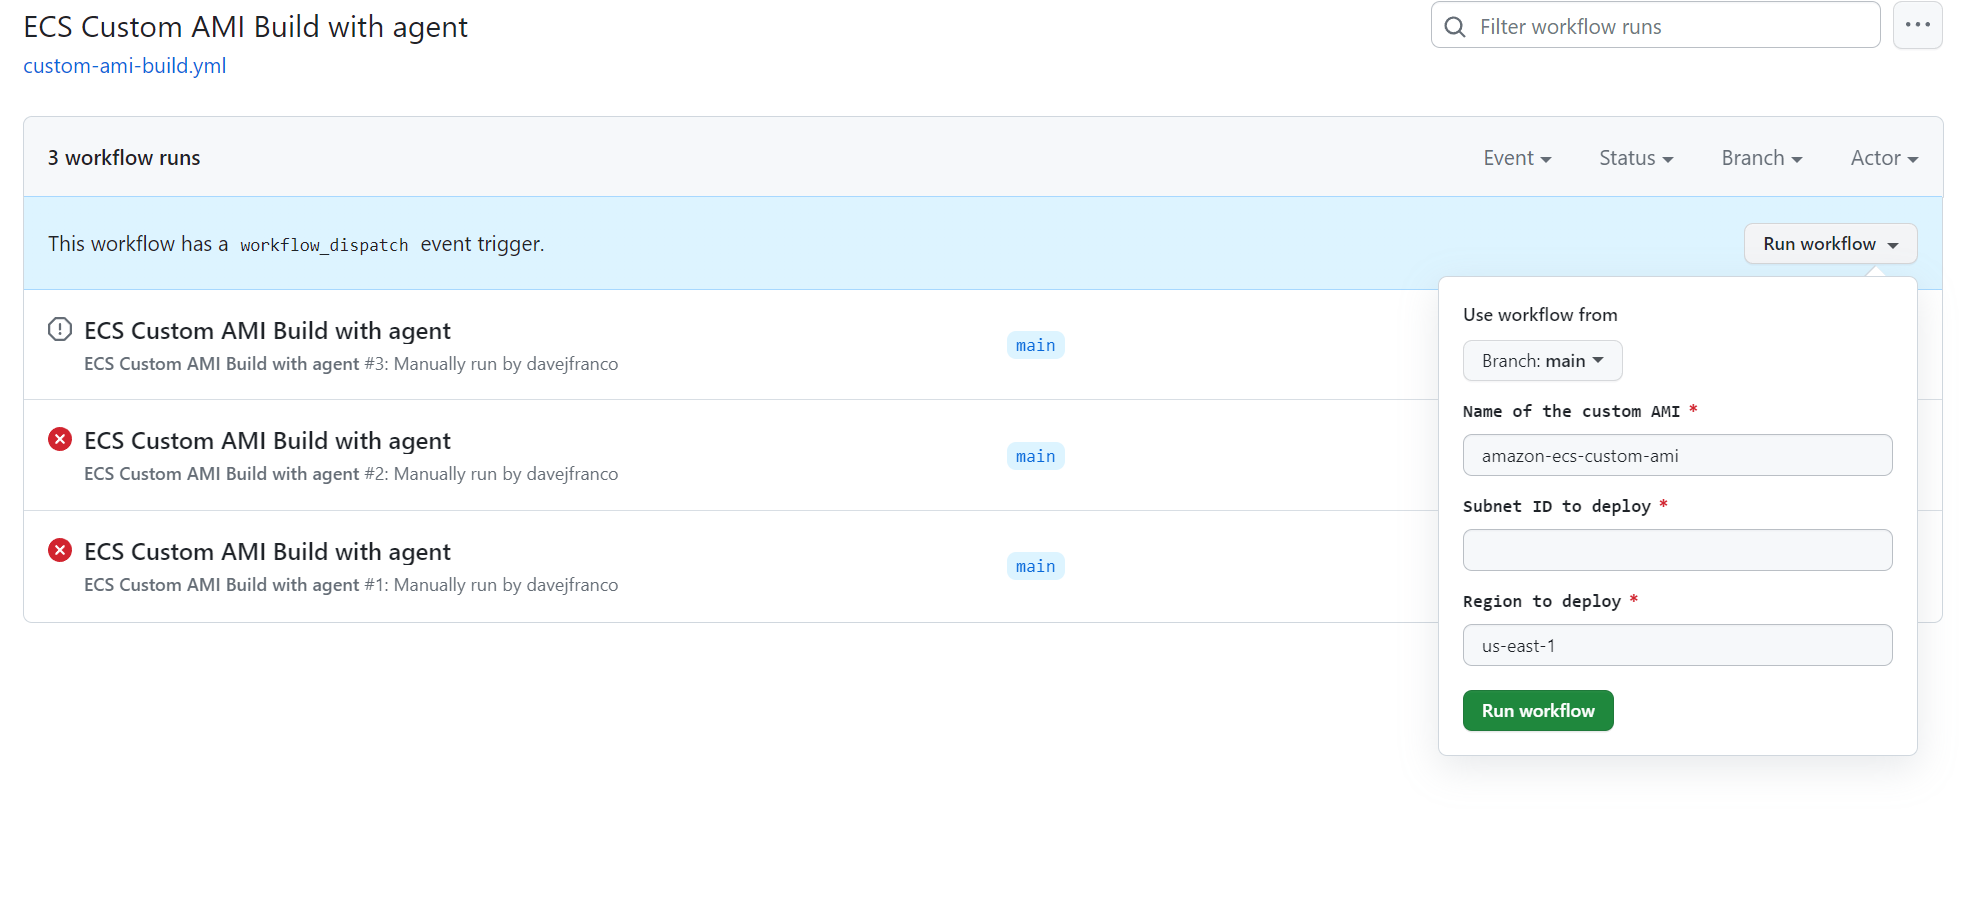 ECS Custom AMI Build with agent
Filter workflow runs
custom-ami-build.yml
3 workflow runs
Event
Status
Branch
Actor
This workflow has a workflow_dispatch event trigger.
Run workflow
ECS Custom AMI Build with agent
ECS Custom AMI Build with agent #3: Manually run by davejfranco
main
ECS Custom AMI Build with agent
ECS Custom AMI Build with agent #2: Manually run by davejfranco
main
ECS Custom AMI Build with agent
ECS Custom AMI Build with agent #1: Manually run by davejfranco
main
Use workflow from
Branch: main
Name of the custom AMI *
amazon-ecs-custom-ami
Subnet ID to deploy *
Region to deploy *
us-east-1
Run workflow